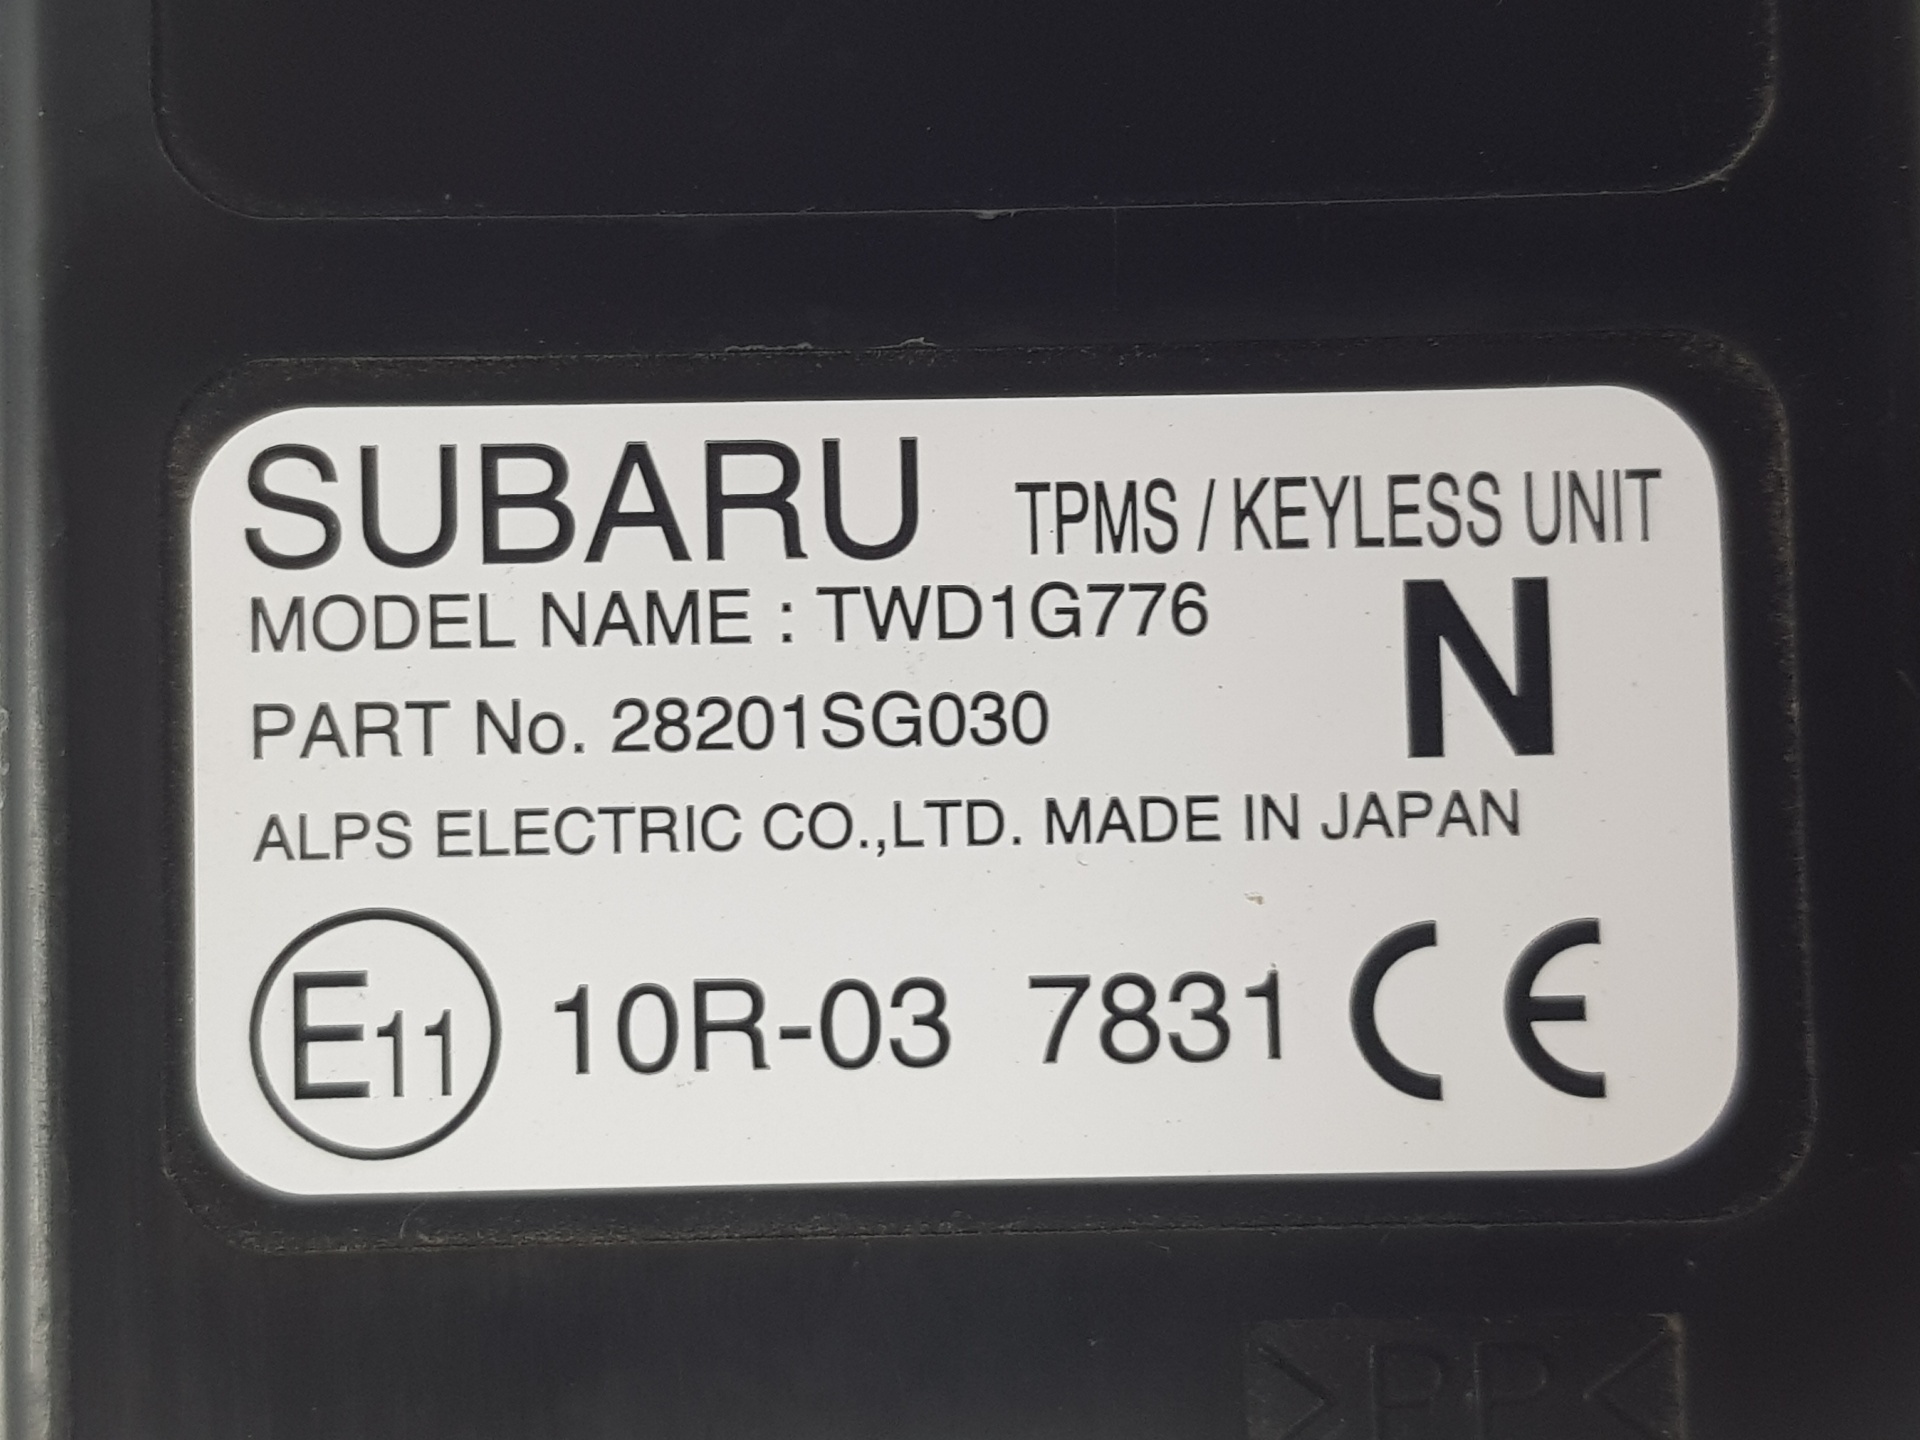 SUBARU TPMS / KEYLESS UNIT
MODEL NAME : TWD1G776
N
PART No. 28201SG030
ALPS ELECTRIC CO.,LTD. MADE IN JAPAN
E11 10R-03 7831 CE
>PP<